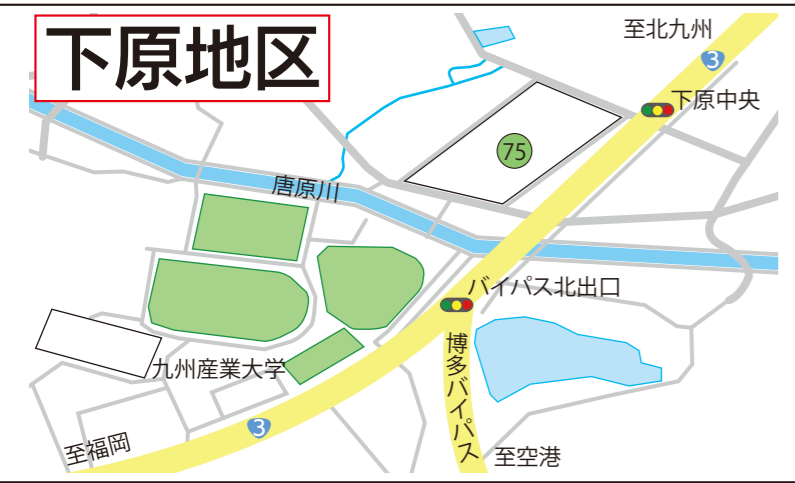 下原地区
至北九州
3
下原中央
75
唐原川
バイパス北出口
九州産業大学
博多バイパス
3
至福岡
至空港